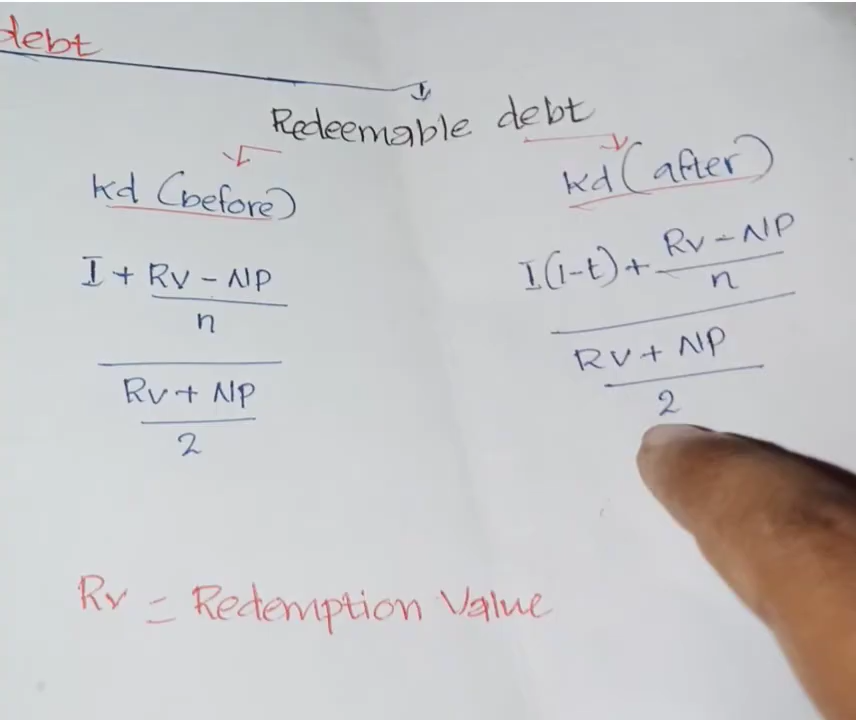 debt
Redeemable debt
kd (before)
I + Rv - NP
n
Rv + NP
2
kd (after)
I(1-t) + Rv - NP
n
Rv + NP
2
Rv = Redemption Value